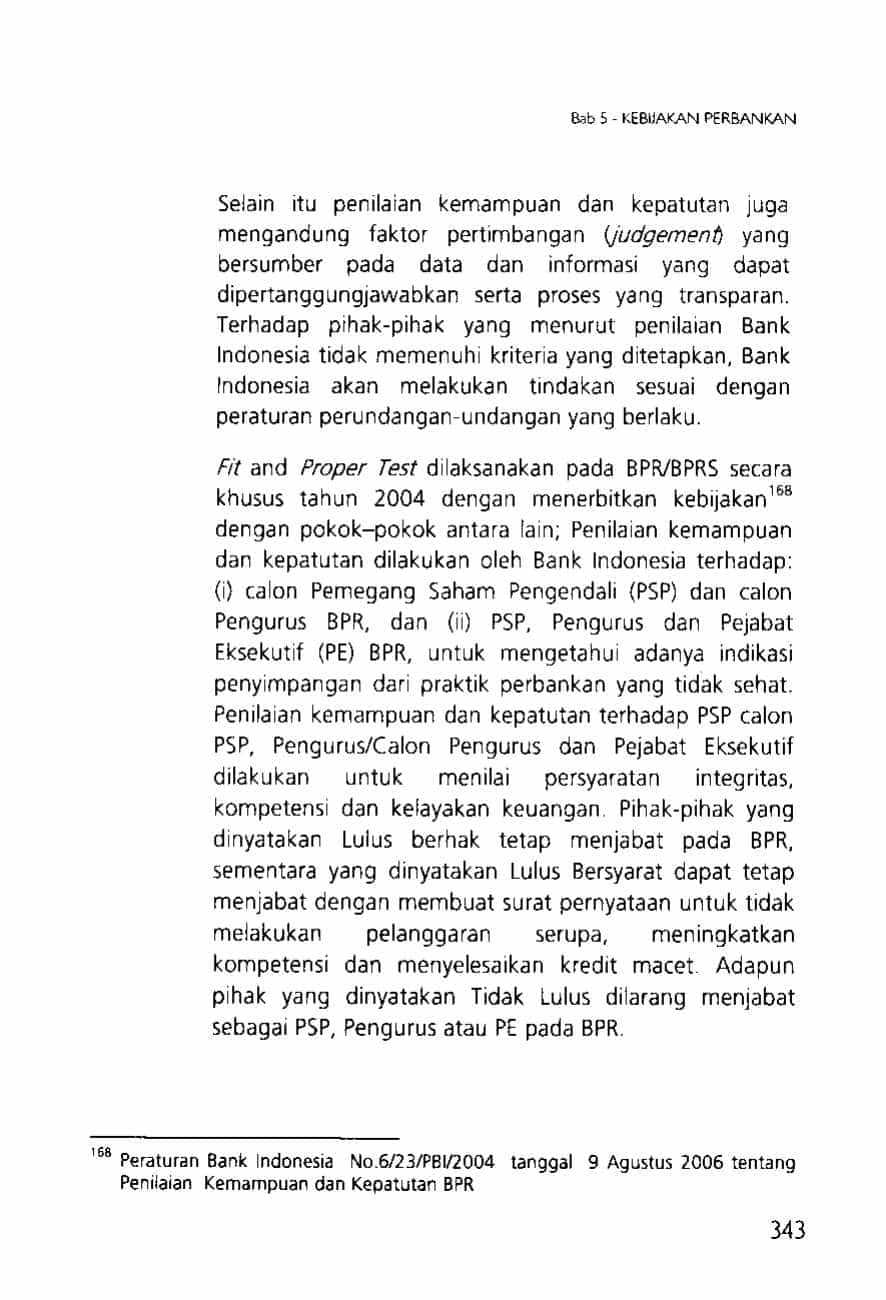 Bab 5 - KEBIJAKAN PERBANKAN
Selain itu penilaian kemampuan dan kepatutan juga
mengandung faktor pertimbangan (judgement) yang
bersumber pada data dan informasi yang dapat
dipertanggungjawabkan serta proses yang transparan.
Terhadap pihak-pihak yang menurut penilaian Bank
Indonesia tidak memenuhi kriteria yang ditetapkan, Bank
Indonesia akan melakukan tindakan sesuai dengan
peraturan perundangan-undangan yang berlaku.
Fit and Proper Test dilaksanakan pada BPR/BPRS secara
khusus tahun 2004 dengan menerbitkan kebijakan168
dengan pokok–pokok antara lain; Penilaian kemampuan
dan kepatutan dilakukan oleh Bank Indonesia terhadap:
(i) calon Pemegang Saham Pengendali (PSP) dan calon
Pengurus BPR, dan (ii) PSP, Pengurus dan Pejabat
Eksekutif (PE) BPR, untuk mengetahui adanya indikasi
penyimpangan dari praktik perbankan yang tidak sehat.
Penilaian kemampuan dan kepatutan terhadap PSP calon
PSP, Pengurus/Calon Pengurus dan Pejabat Eksekutif
dilakukan untuk menilai persyaratan integritas,
kompetensi dan kelayakan keuangan. Pihak-pihak yang
dinyatakan Lulus berhak tetap menjabat pada BPR,
sementara yang dinyatakan Lulus Bersyarat dapat tetap
menjabat dengan membuat surat pernyataan untuk tidak
melakukan pelanggaran serupa, meningkatkan
kompetensi dan menyelesaikan kredit macet. Adapun
pihak yang dinyatakan Tidak Lulus dilarang menjabat
sebagai PSP, Pengurus atau PE pada BPR.
168 Peraturan Bank Indonesia No.6/23/PBI/2004 tanggal 9 Agustus 2006 tentang
Penilaian Kemampuan dan Kepatutan BPR
343